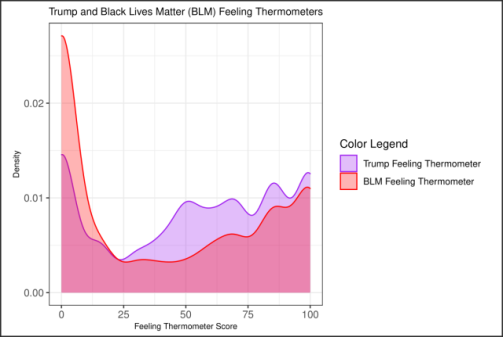 Trump and Black Lives Matter (BLM) Feeling Thermometers
0.02
0.01
0.00
Density
0 25 50 75 100
Feeling Thermometer Score
Color Legend
Trump Feeling Thermometer
BLM Feeling Thermometer